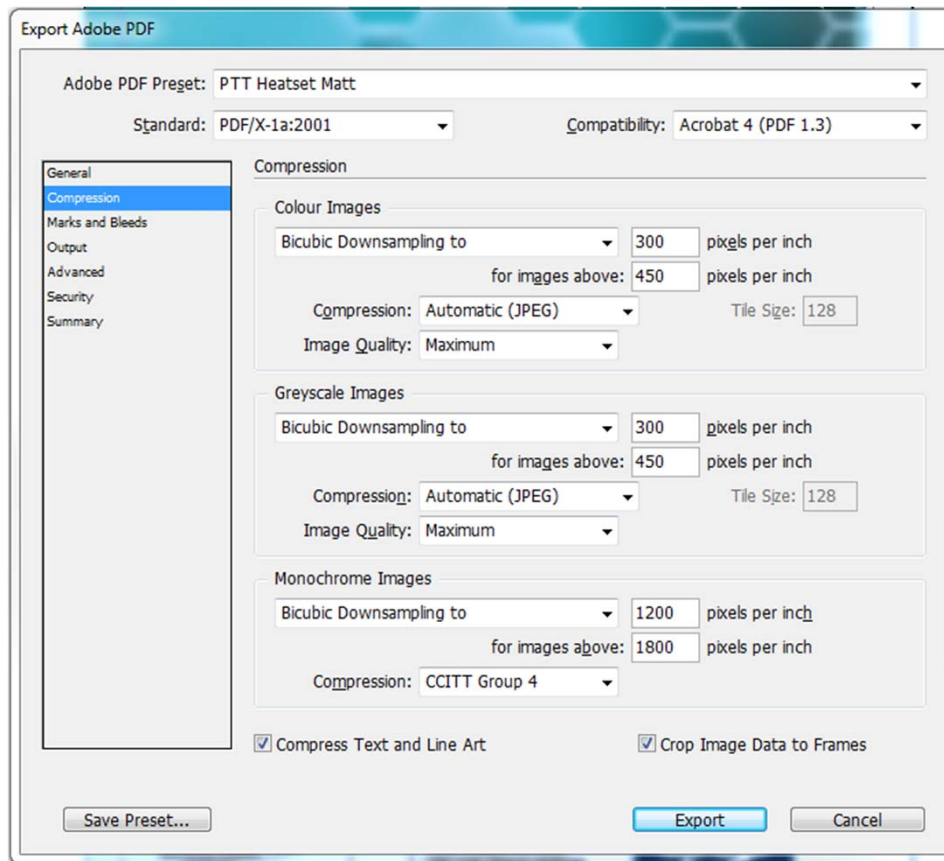 Export Adobe PDF
Adobe PDF Preset: PTT Heatset Matt
Standard: PDF/X-1a:2001 Compatibility: Acrobat 4 (PDF 1.3)
General
Compression
Marks and Bleeds
Output
Advanced
Security
Summary
Compression
Colour Images
Bicubic Downsampling to 300 pixels per inch
for images above: 450 pixels per inch
Compression: Automatic (JPEG) Tile Size: 128
Image Quality: Maximum
Greyscale Images
Bicubic Downsampling to 300 pixels per inch
for images above: 450 pixels per inch
Compression: Automatic (JPEG) Tile Size: 128
Image Quality: Maximum
Monochrome Images
Bicubic Downsampling to 1200 pixels per inch
for images above: 1800 pixels per inch
Compression: CCITT Group 4
Compress Text and Line Art Crop Image Data to Frames
Save Preset... Export Cancel